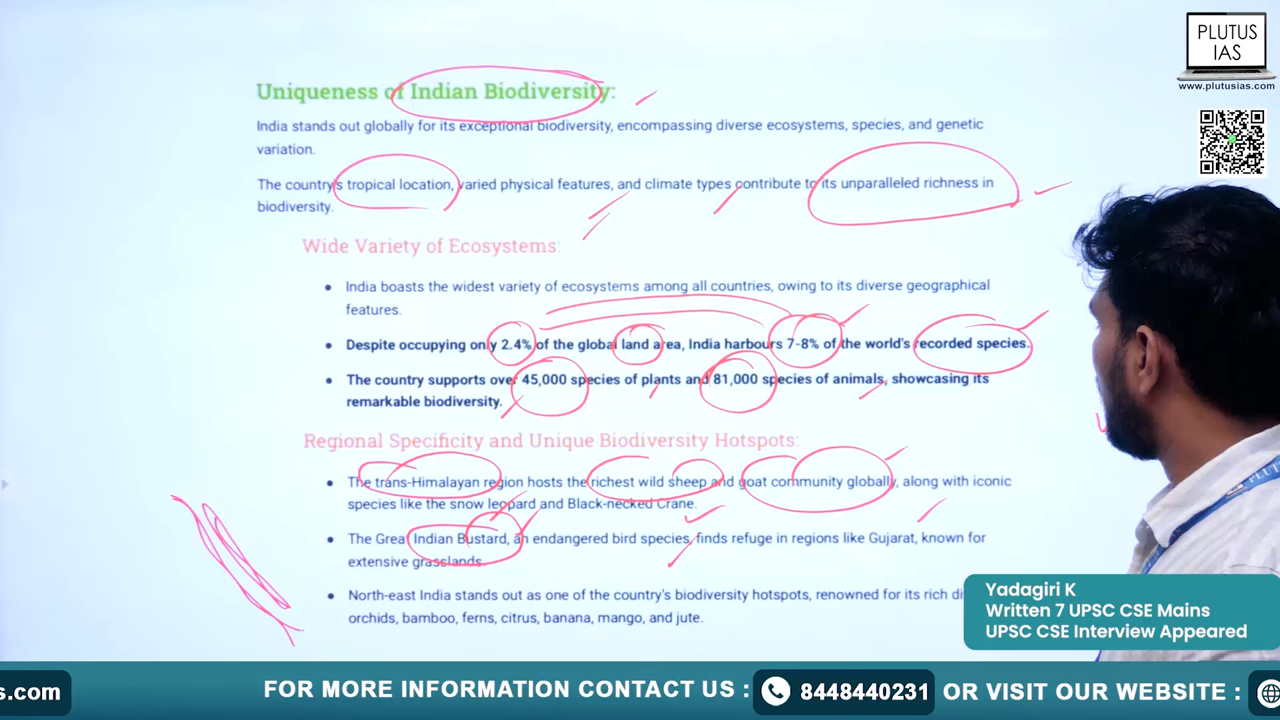 PLUTUS
IAS
www.plutusias.com
Uniqueness of Indian Biodiversity:
India stands out globally for its exceptional biodiversity, encompassing diverse ecosystems, species, and genetic
variation.
The country's tropical location, varied physical features, and climate types contribute to its unparalleled richness in
biodiversity.
Wide Variety of Ecosystems:
• India boasts the widest variety of ecosystems among all countries, owing to its diverse geographical
features.
• Despite occupying only 2.4% of the global land area, India harbours 7-8% of the world's recorded species.
• The country supports over 45,000 species of plants and 81,000 species of animals, showcasing its
remarkable biodiversity.
Regional Specificity and Unique Biodiversity Hotspots:
• The trans-Himalayan region hosts the richest wild sheep and goat community globally, along with iconic
species like the snow leopard and Black-necked Crane.
• The Grea Indian Bustard, an endangered bird species, finds refuge in regions like Gujarat, known for
extensive grasslands.
• North-east India stands out as one of the country's biodiversity hotspots, renowned for its rich
orchids, bamboo, ferns, citrus, banana, mango, and jute.
Yadagiri K
Written 7 UPSC CSE Mains
UPSC CSE Interview Appeared
s.com
FOR MORE INFORMATION CONTACT US : 8448440231 OR VISIT OUR WEBSITE :